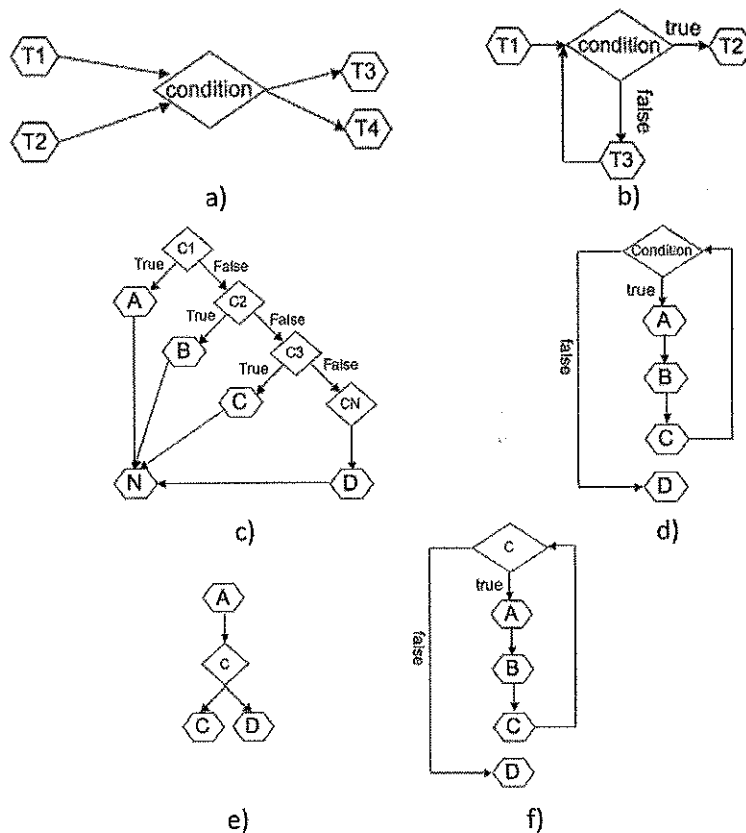 T1
T2
condition
T3
T4
a)
T1
condition
true
T2
false
T3
b)
C1
True
False
A
C2
True
False
B
C3
True
False
C
CN
N
D
c)
Condition
true
false
A
B
C
D
d)
A
C
C
D
e)
C
true
false
A
B
C
D
f)